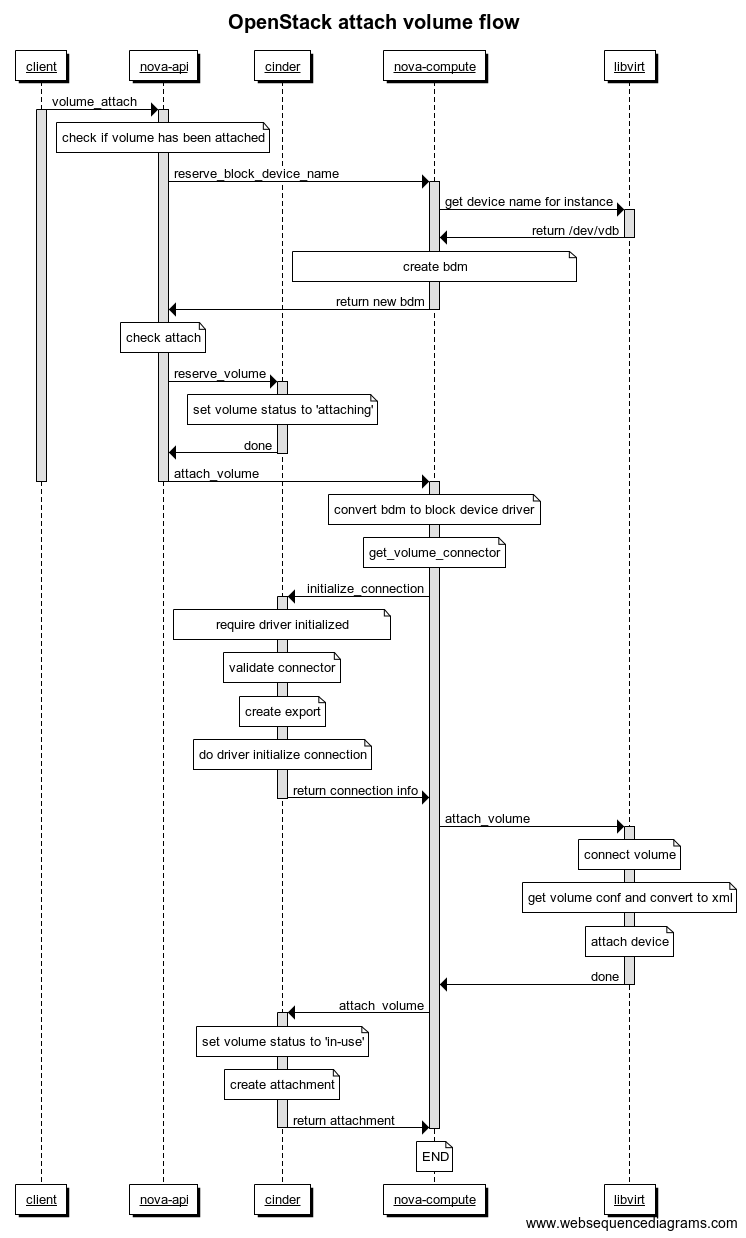 OpenStack attach volume flow
client
nova-api
cinder
nova-compute
libvirt
volume_attach
check if volume has been attached
reserve_block_device_name
get device name for instance
return /dev/vdb
create bdm
return new bdm
check attach
reserve_volume
set volume status to 'attaching'
done
attach_volume
convert bdm to block device driver
get_volume_connector
initialize_connection
require driver initialized
validate connector
create export
do driver initialize connection
return connection info
attach_volume
connect volume
get volume conf and convert to xml
attach device
done
attach_volume
set volume status to 'in-use'
create attachment
return attachment
END
client
nova-api
cinder
nova-compute
libvirt
www.websequencediagrams.com